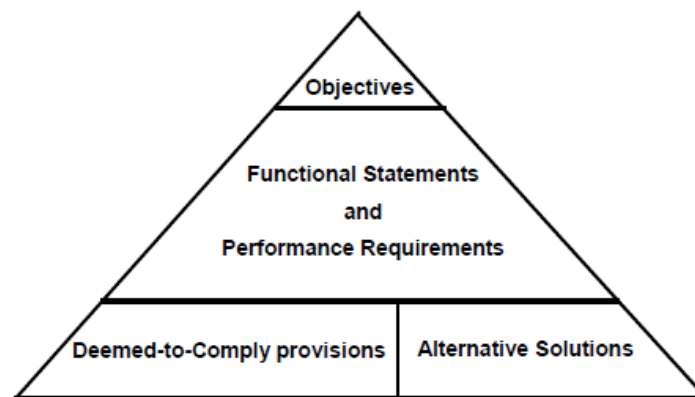 Objectives
Functional Statements
and
Performance Requirements
Deemed-to-Comply provisions
Alternative Solutions